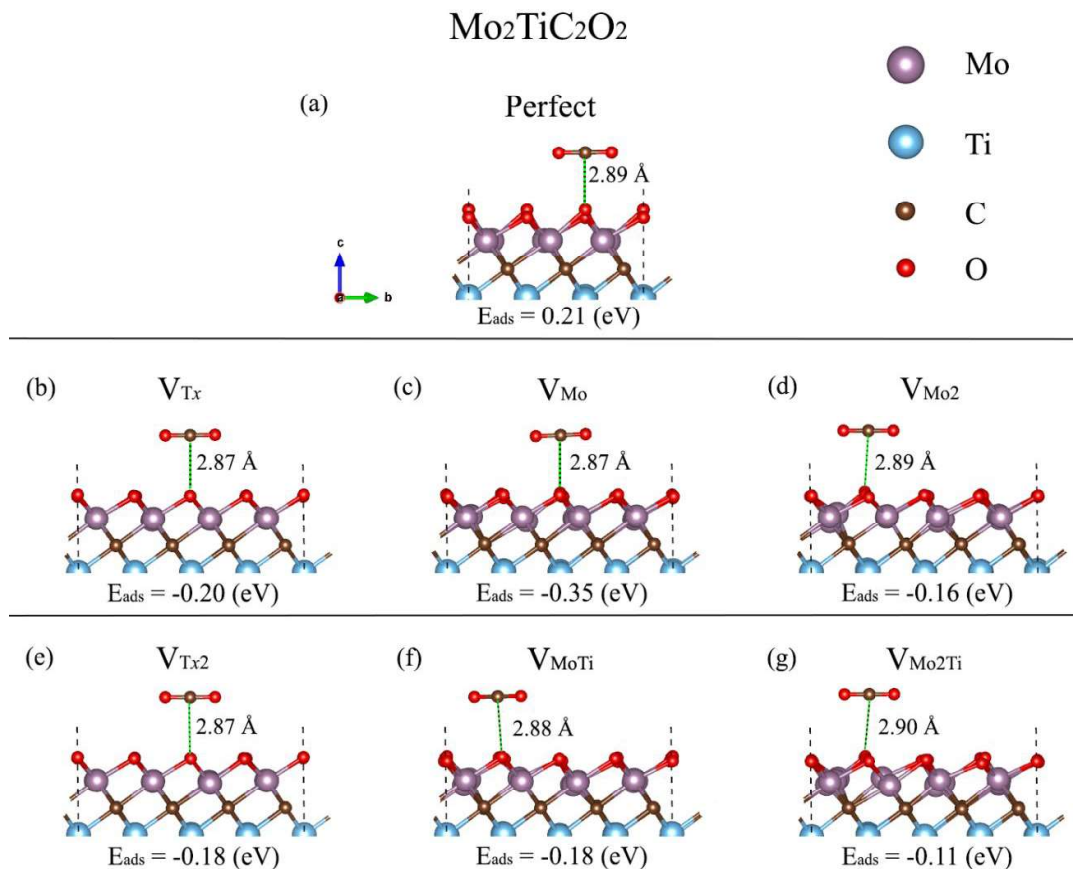 Mo₂TiC₂O₂
Mo
Ti
C
O
(a) Perfect
2.89 Å
c
a
b
Eads = 0.21 (eV)
(b) VTx
(c) VMo
(d) VMo2
2.87 Å
2.87 Å
2.89 Å
Eads = -0.20 (eV)
Eads = -0.35 (eV)
Eads = -0.16 (eV)
(e) VTx2
(f) VMoTi
(g) VMo2Ti
2.87 Å
2.88 Å
2.90 Å
Eads = -0.18 (eV)
Eads = -0.18 (eV)
Eads = -0.11 (eV)